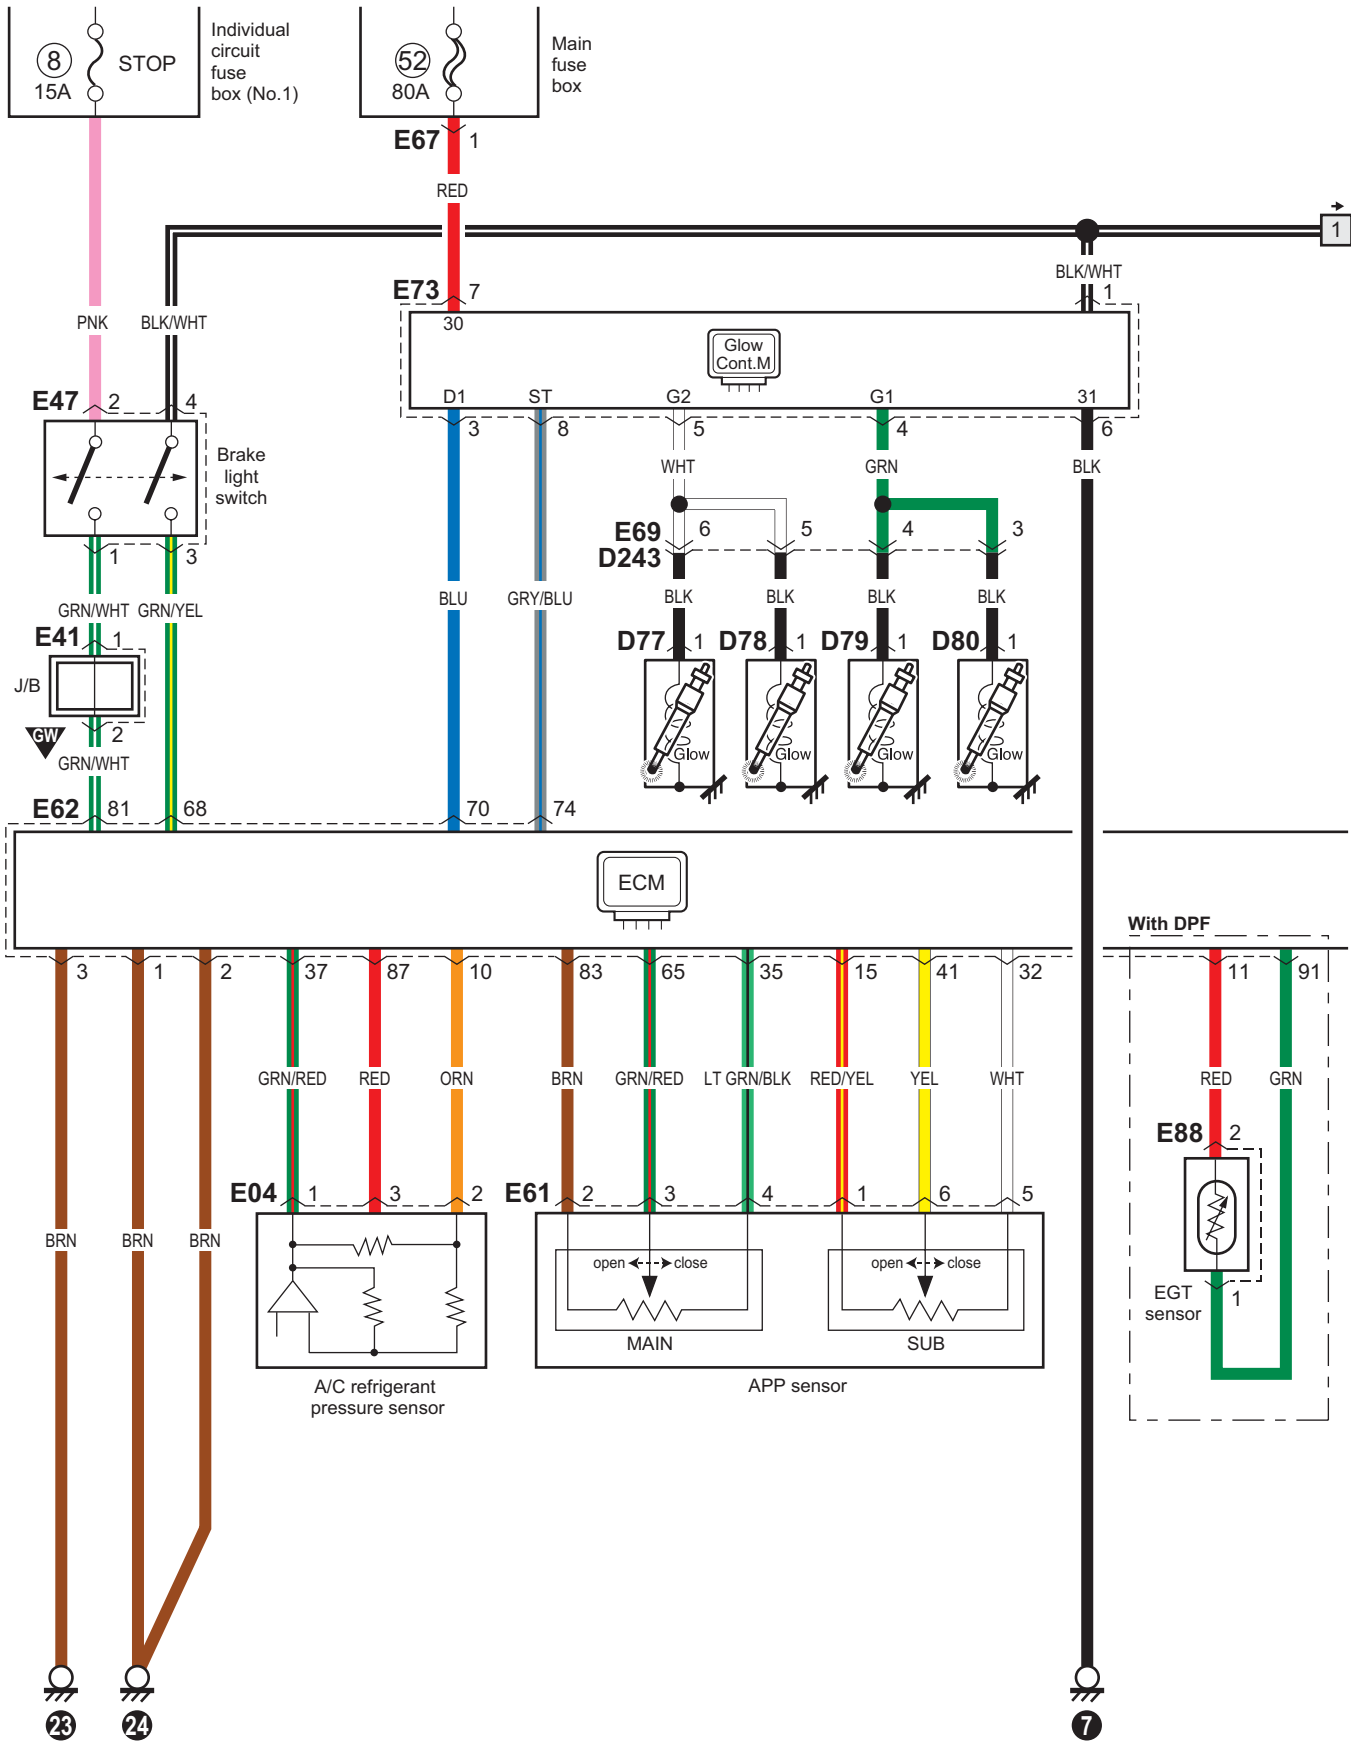 8
15A
STOP
Individual
circuit
fuse
box (No.1)
52
80A
Main
fuse
box
E67 1
RED
1
BLK/WHT
E73 7
1
PNK
BLK/WHT
30
Glow
Cont.M
D1
ST
G2
G1
31
E47 2
4
3
8
5
4
6
Brake
light
switch
WHT
GRN
BLK
E69 6
5
4
3
D243
1
3
GRN/WHT
GRN/YEL
BLU
GRY/BLU
BLK
BLK
BLK
BLK
E41 1
D77 1
D78 1
D79 1
D80 1
J/B
GW
2
Glow
Glow
Glow
Glow
GRN/WHT
E62 81
68
70
74
ECM
With DPF
3
1
2
37
87
10
83
65
35
15
41
32
11
91
GRN/RED
RED
ORN
BRN
GRN/RED
LT GRN/BLK
RED/YEL
YEL
WHT
RED
GRN
E88 2
E04 1
3
2
E61 2
3
4
1
6
5
BRN
BRN
BRN
open
close
open
close
MAIN
SUB
EGT
sensor
1
A/C refrigerant
pressure sensor
APP sensor
23
24
7